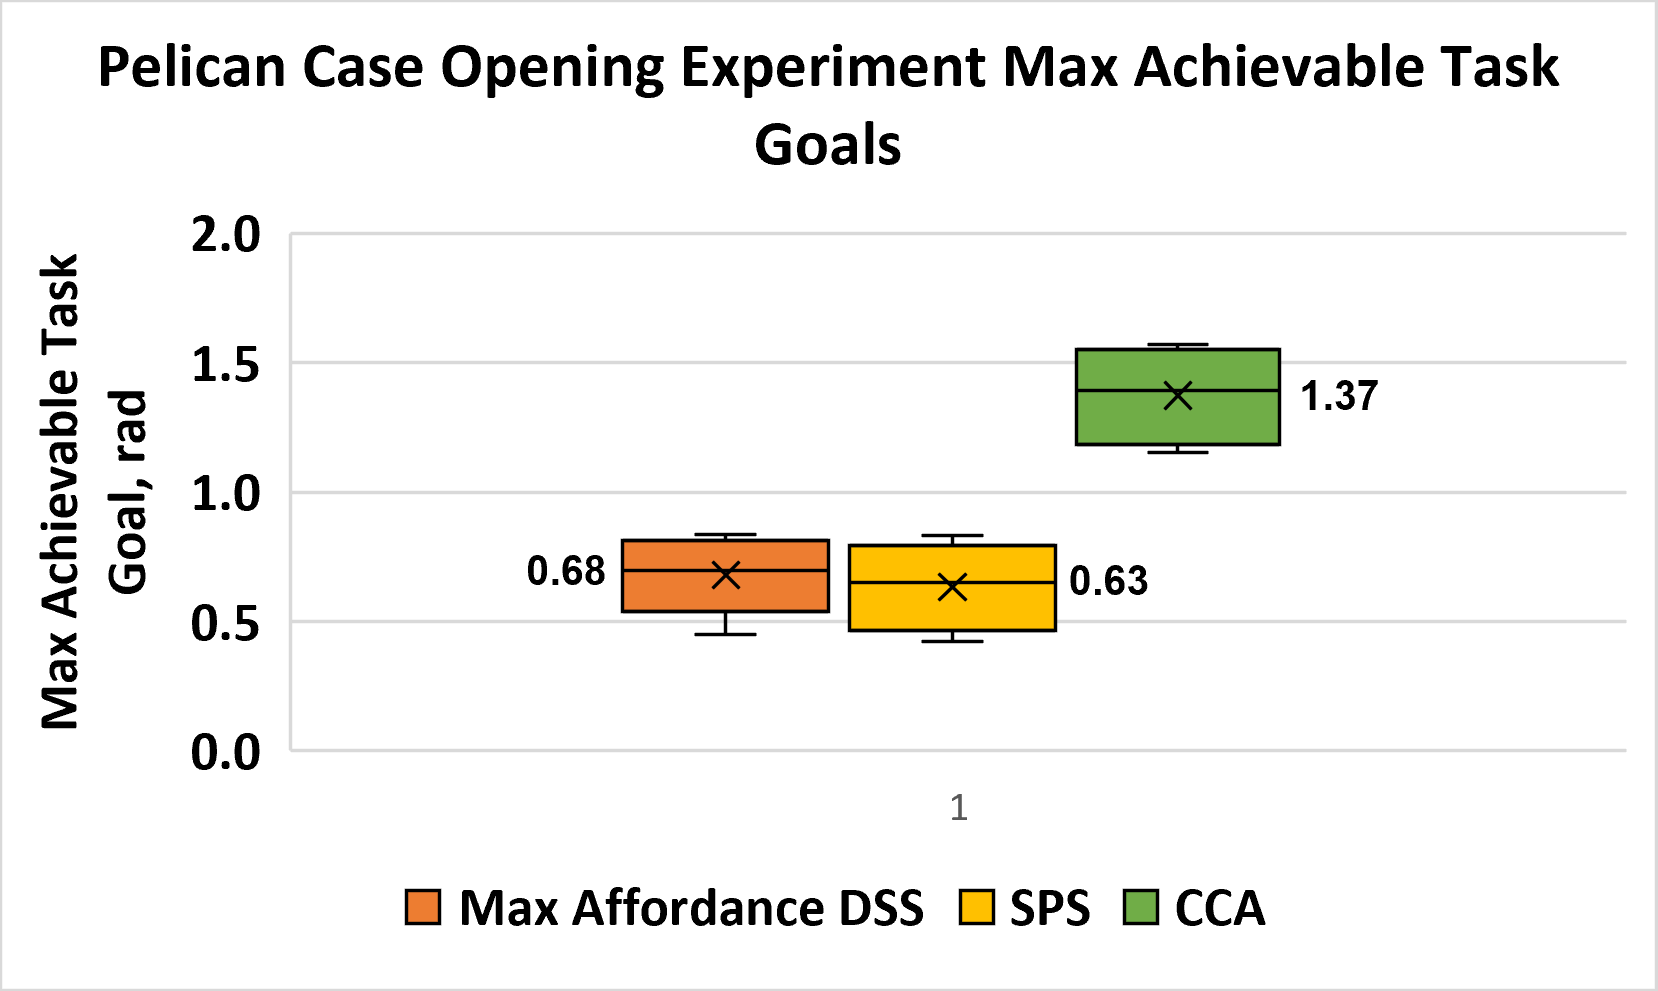 Pelican Case Opening Experiment Max Achievable Task
Goals
Max Achievable Task
Goal, rad
2.0
1.5
1.0
0.5
0.0
0.68
0.63
1.37
1
Max Affordance DSS
SPS
CCA